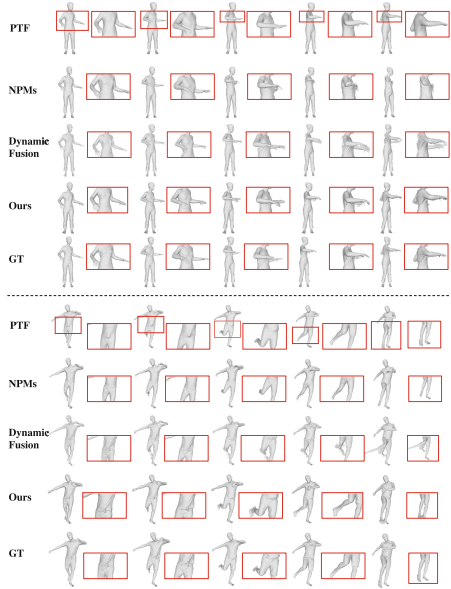 PTF
NPMs
Dynamic
Fusion
Ours
GT
PTF
NPMs
Dynamic
Fusion
Ours
GT